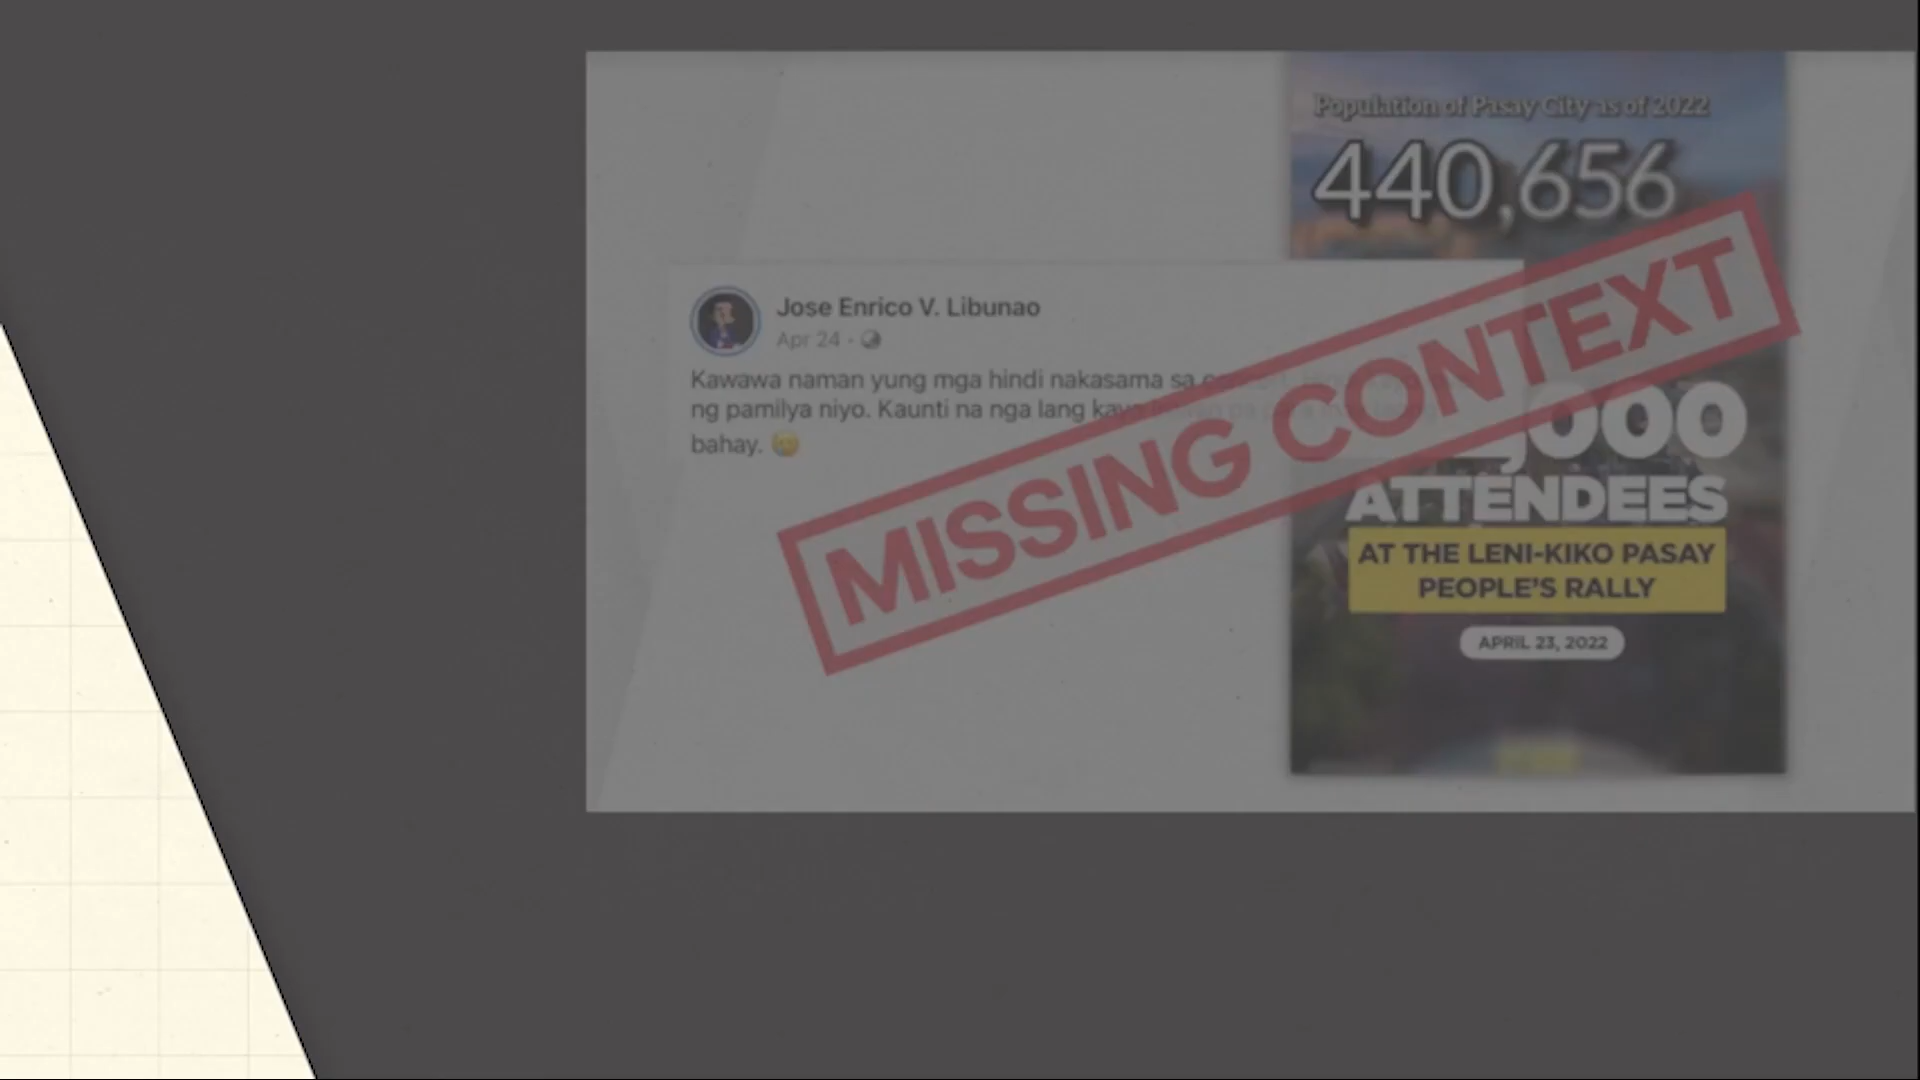 Population of Pasay City as of 2022
440,656
Jose Enrico V. Libunao
Apr 24
Kawawa naman yung mga hindi nakasama sa
ng pamilya niyo. Kaunti na nga lang kaya
bahay. 😢
MISSING CONTEXT
,000
ATTENDEES
AT THE LENI-KIKO PASAY
PEOPLE'S RALLY
APRIL 23, 2022